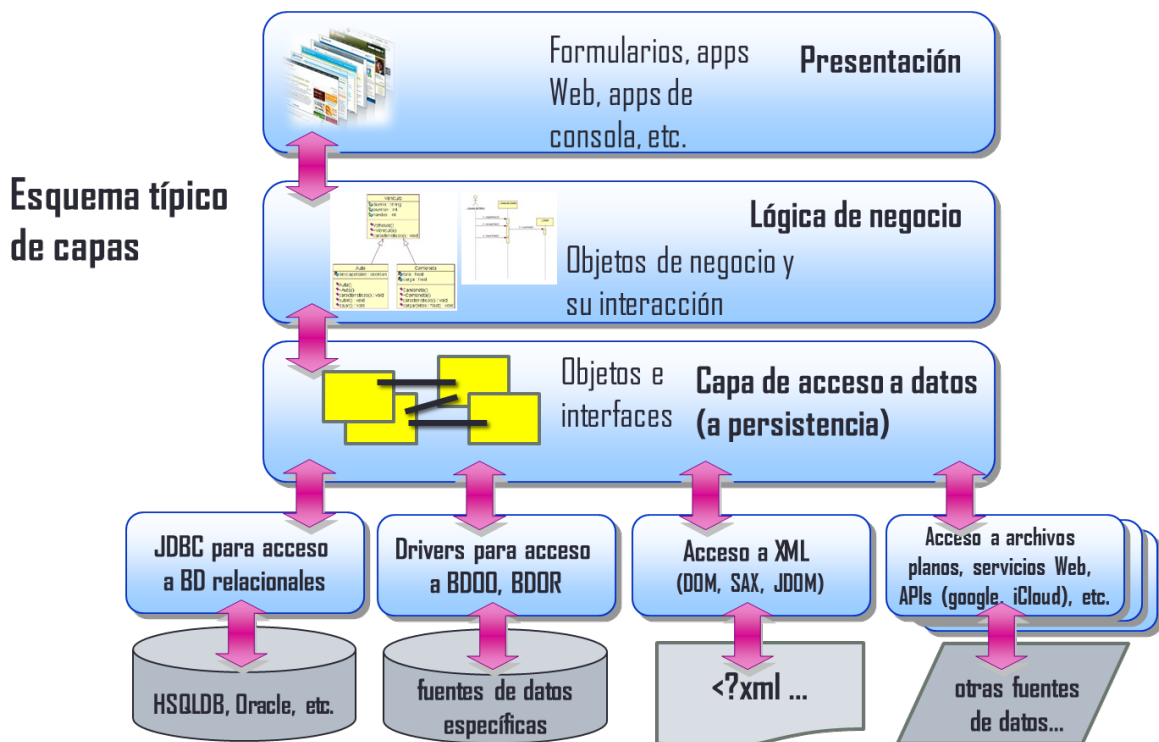 Formularios, apps
Web, apps de
consola, etc.
Presentación
Esquema típico
de capas
Vehiculo
Lógica de negocio
Objetos de negocio y
su interacción
Auto
Camioneta
Objetos e
interfaces
Capa de acceso a datos
(a persistencia)
JDBC para acceso
a BD relacionales
Drivers para acceso
a BDOO, BDOR
Acceso a XML
(DOM, SAX, JDOM)
Acceso a archivos
planos, servicios Web,
APIs (google, iCloud), etc.
HSQLDB, Oracle, etc.
fuentes de datos
específicas
<?xml ...
otras fuentes
de datos...